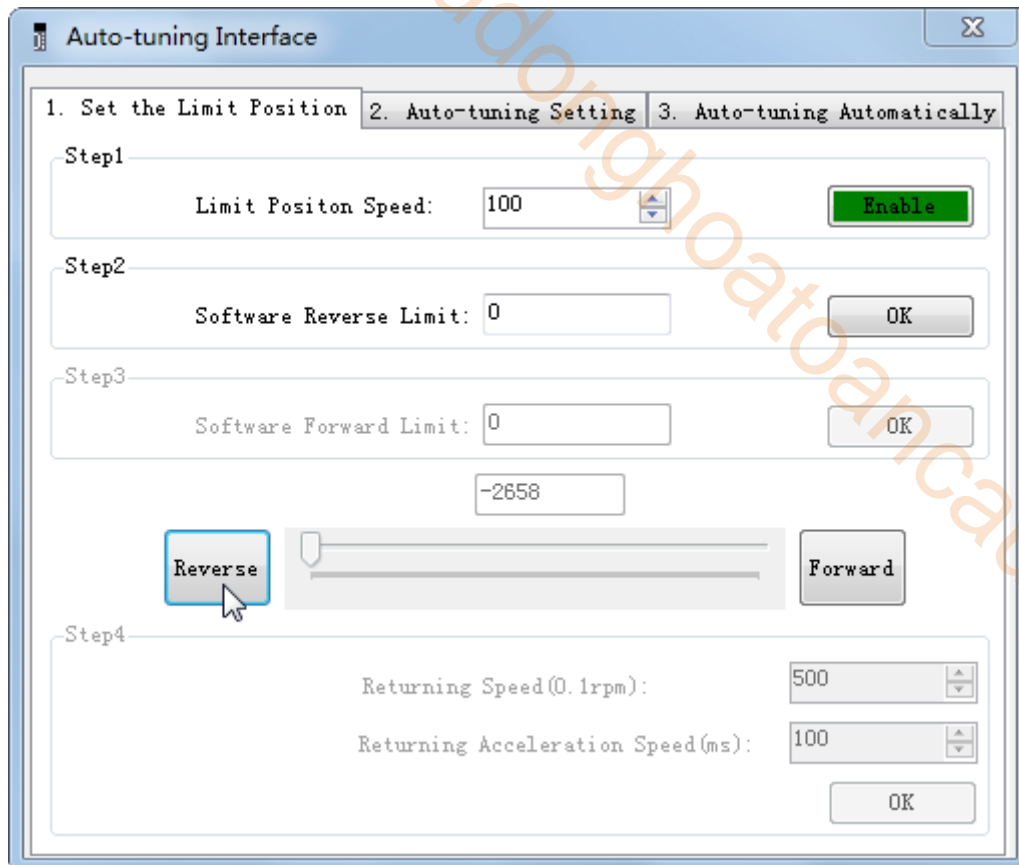 Auto-tuning Interface
1. Set the Limit Position 2. Auto-tuning Setting 3. Auto-tuning Automatically
Step1
Limit Positon Speed: 100 Enable
Step2
Software Reverse Limit: 0 OK
Step3
Software Forward Limit: 0 OK
-2658
Reverse Forward
Step4
Returning Speed(0.1rpm): 500
Returning Acceleration Speed(ms): 100
OK